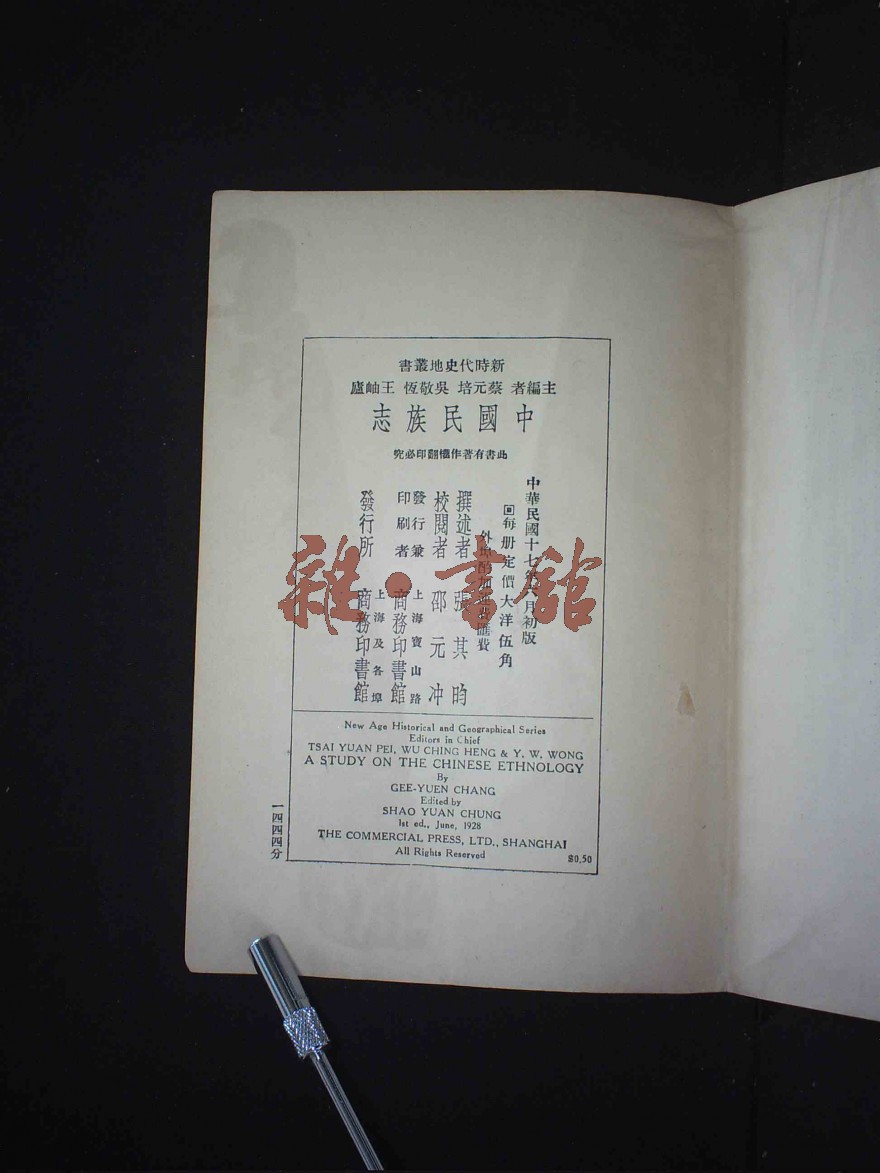 新時代史地叢書
主編者 蔡元培 吳敬恆 王岫廬
中國民族志
此書有著作權翻印必究
中華民國十七年六月初版
回每册定價大洋伍角
外埠酌加運費匯費
撰述者 張其昀
校閱者 邵元冲
發行兼印刷者 上海寶山路 商務印書館
發行所 上海及各埠 商務印書館
雜·書館
New Age Historical and Geographical Series
Editors in Chief
TSAI YUAN PEI, WU CHING HENG & Y. W. WONG
A STUDY ON THE CHINESE ETHNOLOGY
By
GEE-YUEN CHANG
Edited by
SHAO YUAN CHUNG
1st ed., June, 1928
THE COMMERCIAL PRESS, LTD., SHANGHAI
All Rights Reserved
$0.50
一四四四分